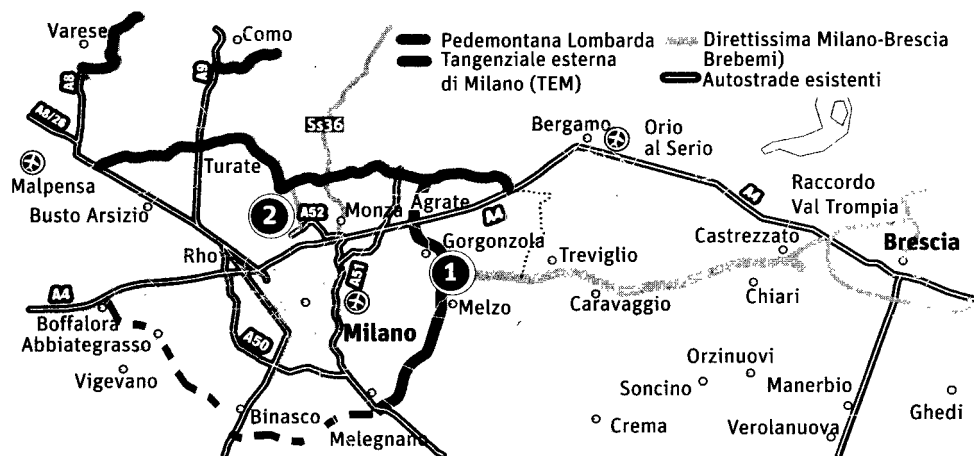 Varese
Como
Pedemontana Lombarda
Tangenziale esterna
di Milano (TEM)
Direttissima Milano-Brescia
Brebemi)
Autostrade esistenti
A8
A9
A8/26
Ss36
Bergamo
Orio
al Serio
Malpensa
Turate
Busto Arsizio
2
A52
Monza
Agrate
A4
A4
Raccordo
Val Trompia
Castrezzato
Brescia
Rho
Gorgonzola
1
Treviglio
A51
A4
Melzo
Caravaggio
Chiari
Boffalora
Abbiategrasso
A50
Milano
Vigevano
Orzinuovi
Soncino
Manerbio
Binasco
Melegnano
Crema
Verolanuova
Ghedi